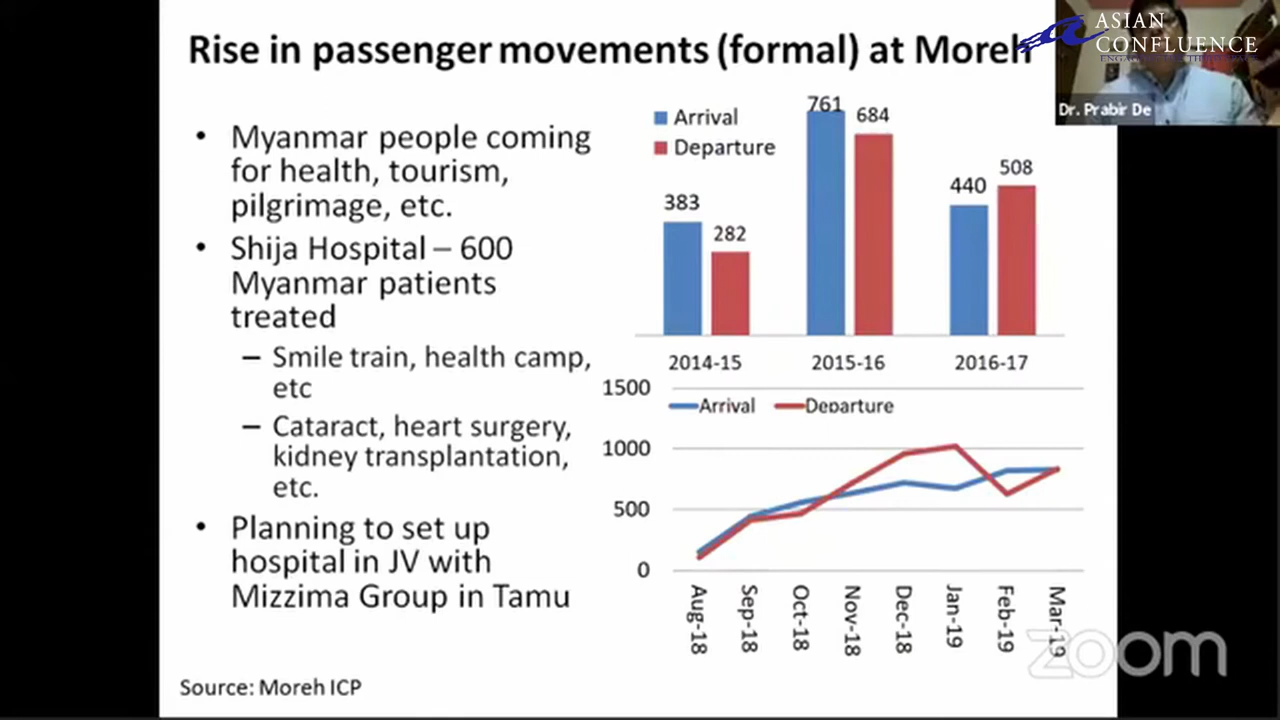 Rise in passenger movements (formal) at Moreh
ASIAN
CONFLUENCE
Dr. Prabir De
• Myanmar people coming
for health, tourism,
pilgrimage, etc.
• Shija Hospital – 600
Myanmar patients
treated
– Smile train, health camp,
etc
– Cataract, heart surgery,
kidney transplantation,
etc.
• Planning to set up
hospital in JV with
Mizzima Group in Tamu
Source: Moreh ICP
Arrival
Departure
383
282
761
684
440
508
2014-15
2015-16
2016-17
Arrival
Departure
1500
1000
500
0
Aug-18
Sep-18
Oct-18
Nov-18
Dec-18
Jan-19
Feb-19
Mar-19
zoom